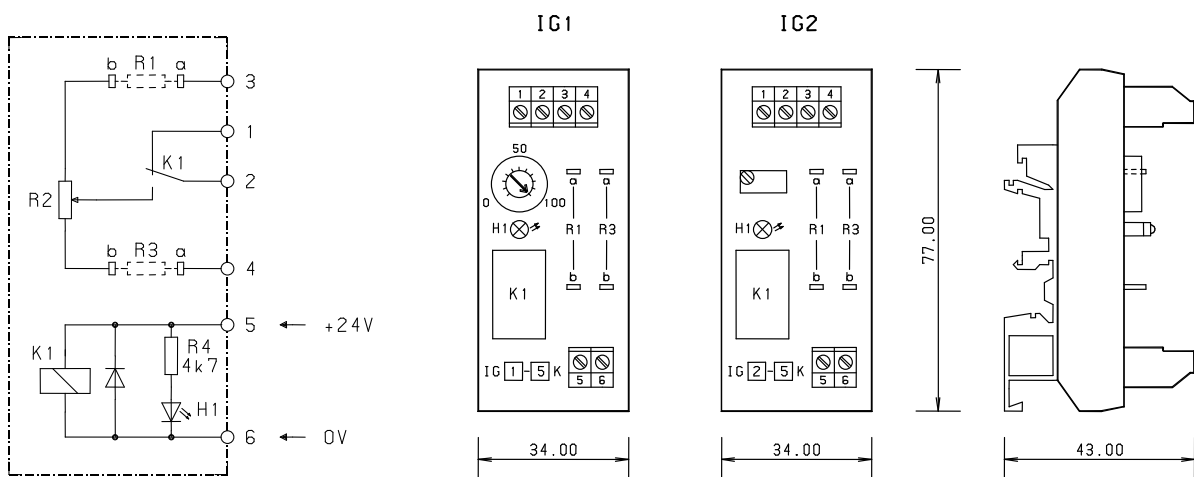 IG1
IG2
b R1 a 3
1
K1
2
R2
b R3 a 4
5 +24V
K1
R4
4k7
H1
6 0V
1 2 3 4
50
0 100
a a
H1
R1 R3
b b
K1
IG 1-5 K
5 6
34.00
1 2 3 4
a a
H1
R1 R3
b b
K1
IG 2-5 K
5 6
34.00
77.00
43.00